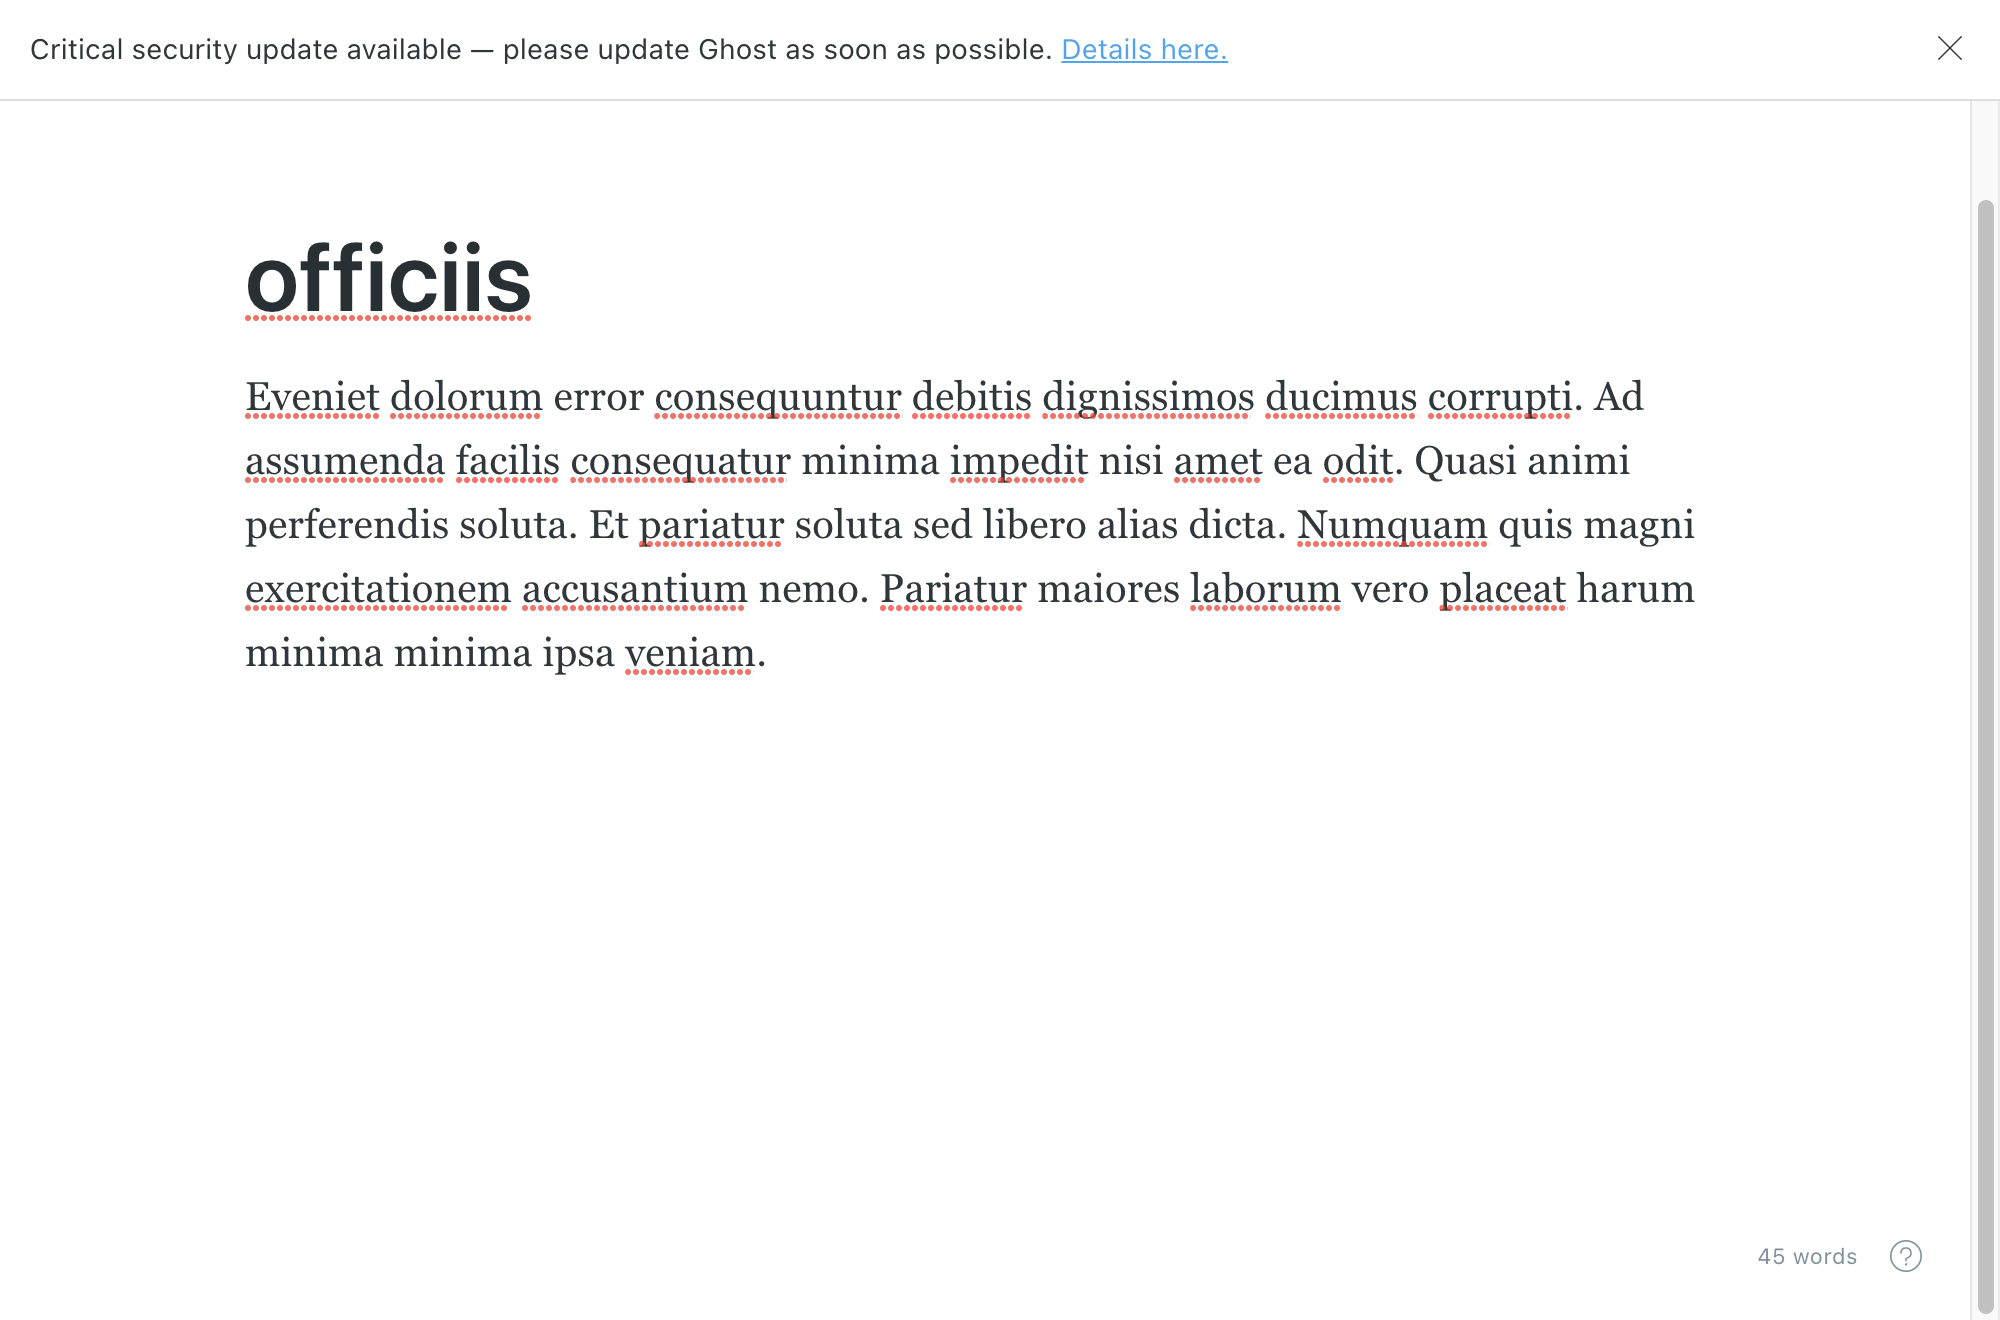 Critical security update available — please update Ghost as soon as possible. Details here.
officiis
Eveniet dolorum error consequuntur debitis dignissimos ducimus corrupti. Ad
assumenda facilis consequatur minima impedit nisi amet ea odit. Quasi animi
perferendis soluta. Et pariatur soluta sed libero alias dicta. Numquam quis magni
exercitationem accusantium nemo. Pariatur maiores laborum vero placeat harum
minima minima ipsa veniam.
45 words ?